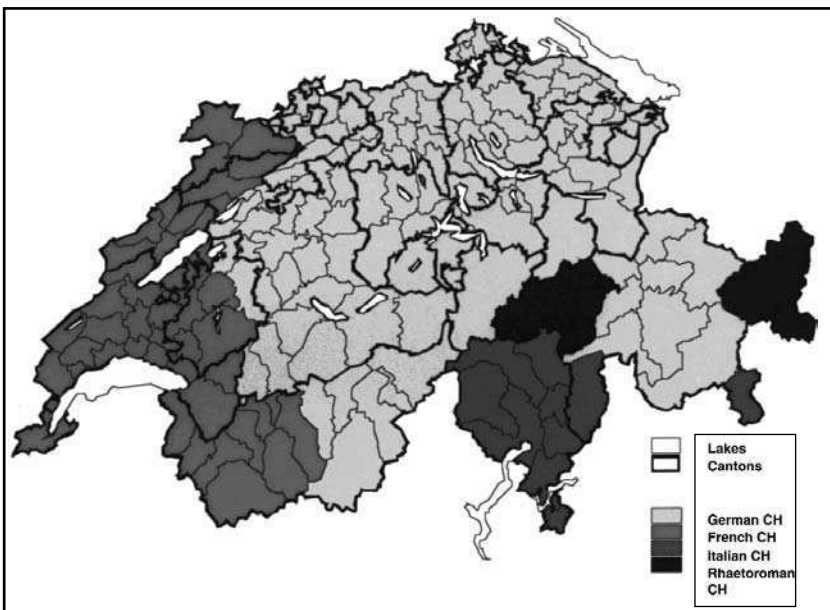 Lakes
Cantons
German CH
French CH
Italian CH
Rhaetoroman
CH